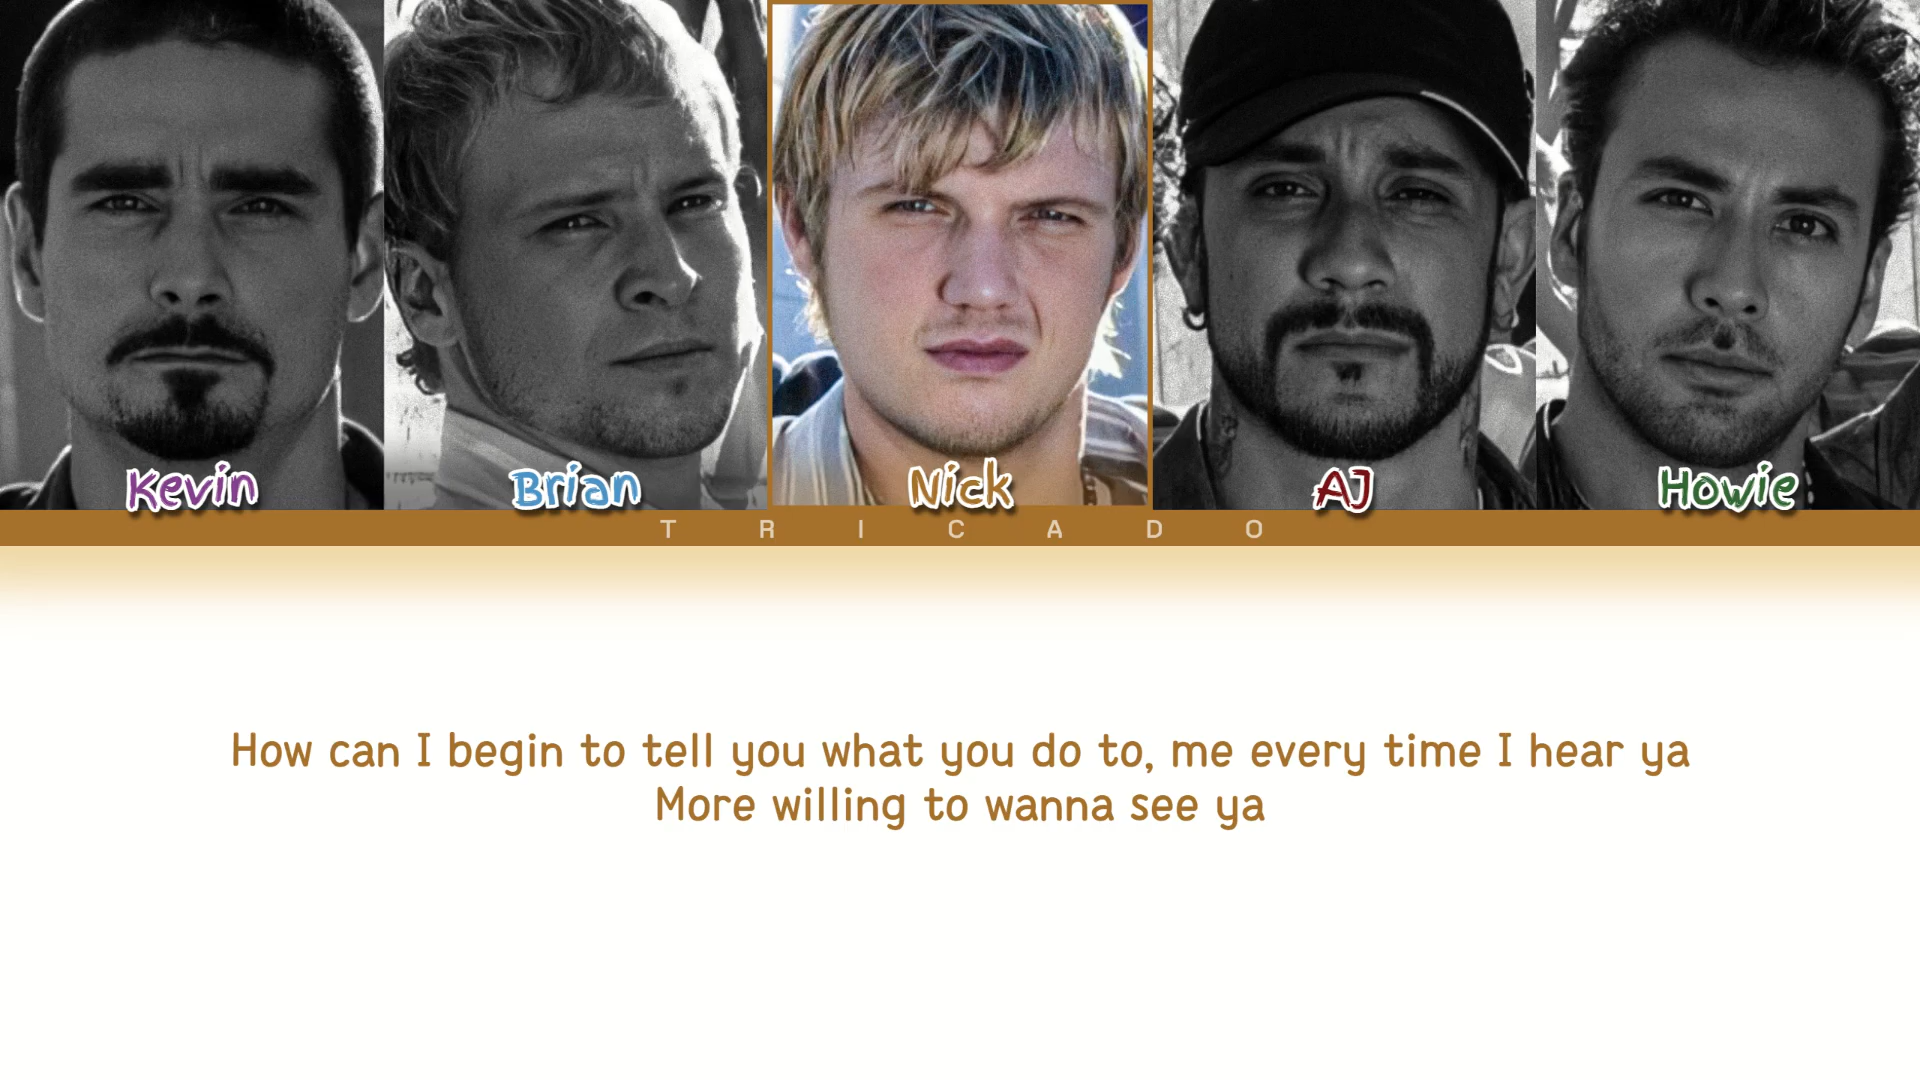 Kevin Brian Nick AJ Howie
TRICADO
How can I begin to tell you what you do to, me every time I hear ya
More willing to wanna see ya